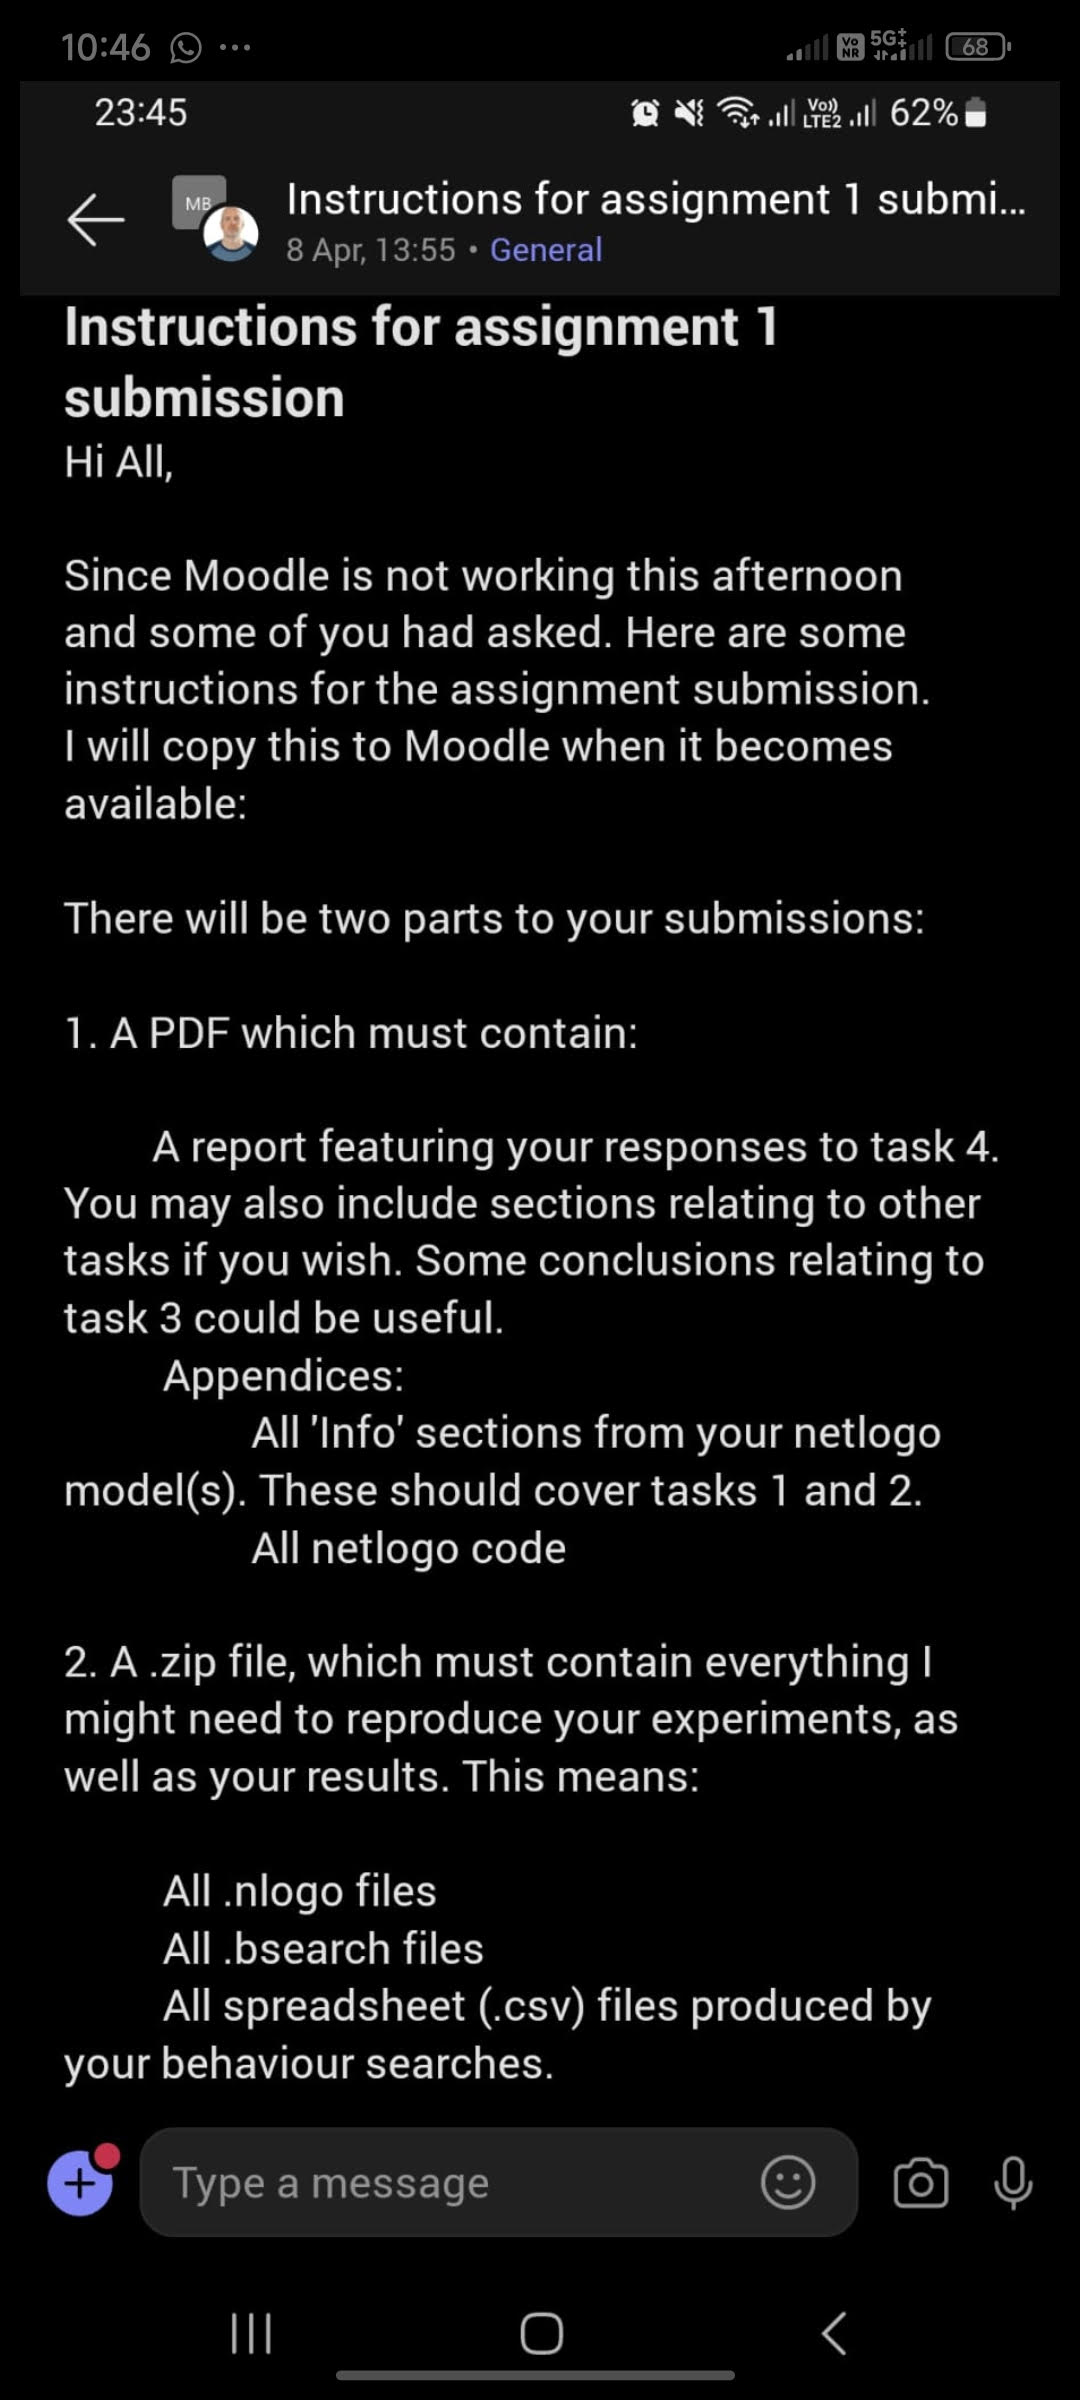 10:46
VoNR 5G 68
23:45
Vo)) LTE2 62%
MB
Instructions for assignment 1 submi...
8 Apr, 13:55 • General
Instructions for assignment 1
submission
Hi All,
Since Moodle is not working this afternoon
and some of you had asked. Here are some
instructions for the assignment submission.
I will copy this to Moodle when it becomes
available:
There will be two parts to your submissions:
1. A PDF which must contain:
A report featuring your responses to task 4.
You may also include sections relating to other
tasks if you wish. Some conclusions relating to
task 3 could be useful.
Appendices:
All 'Info' sections from your netlogo
model(s). These should cover tasks 1 and 2.
All netlogo code
2. A .zip file, which must contain everything I
might need to reproduce your experiments, as
well as your results. This means:
All .nlogo files
All .bsearch files
All spreadsheet (.csv) files produced by
your behaviour searches.
Type a message